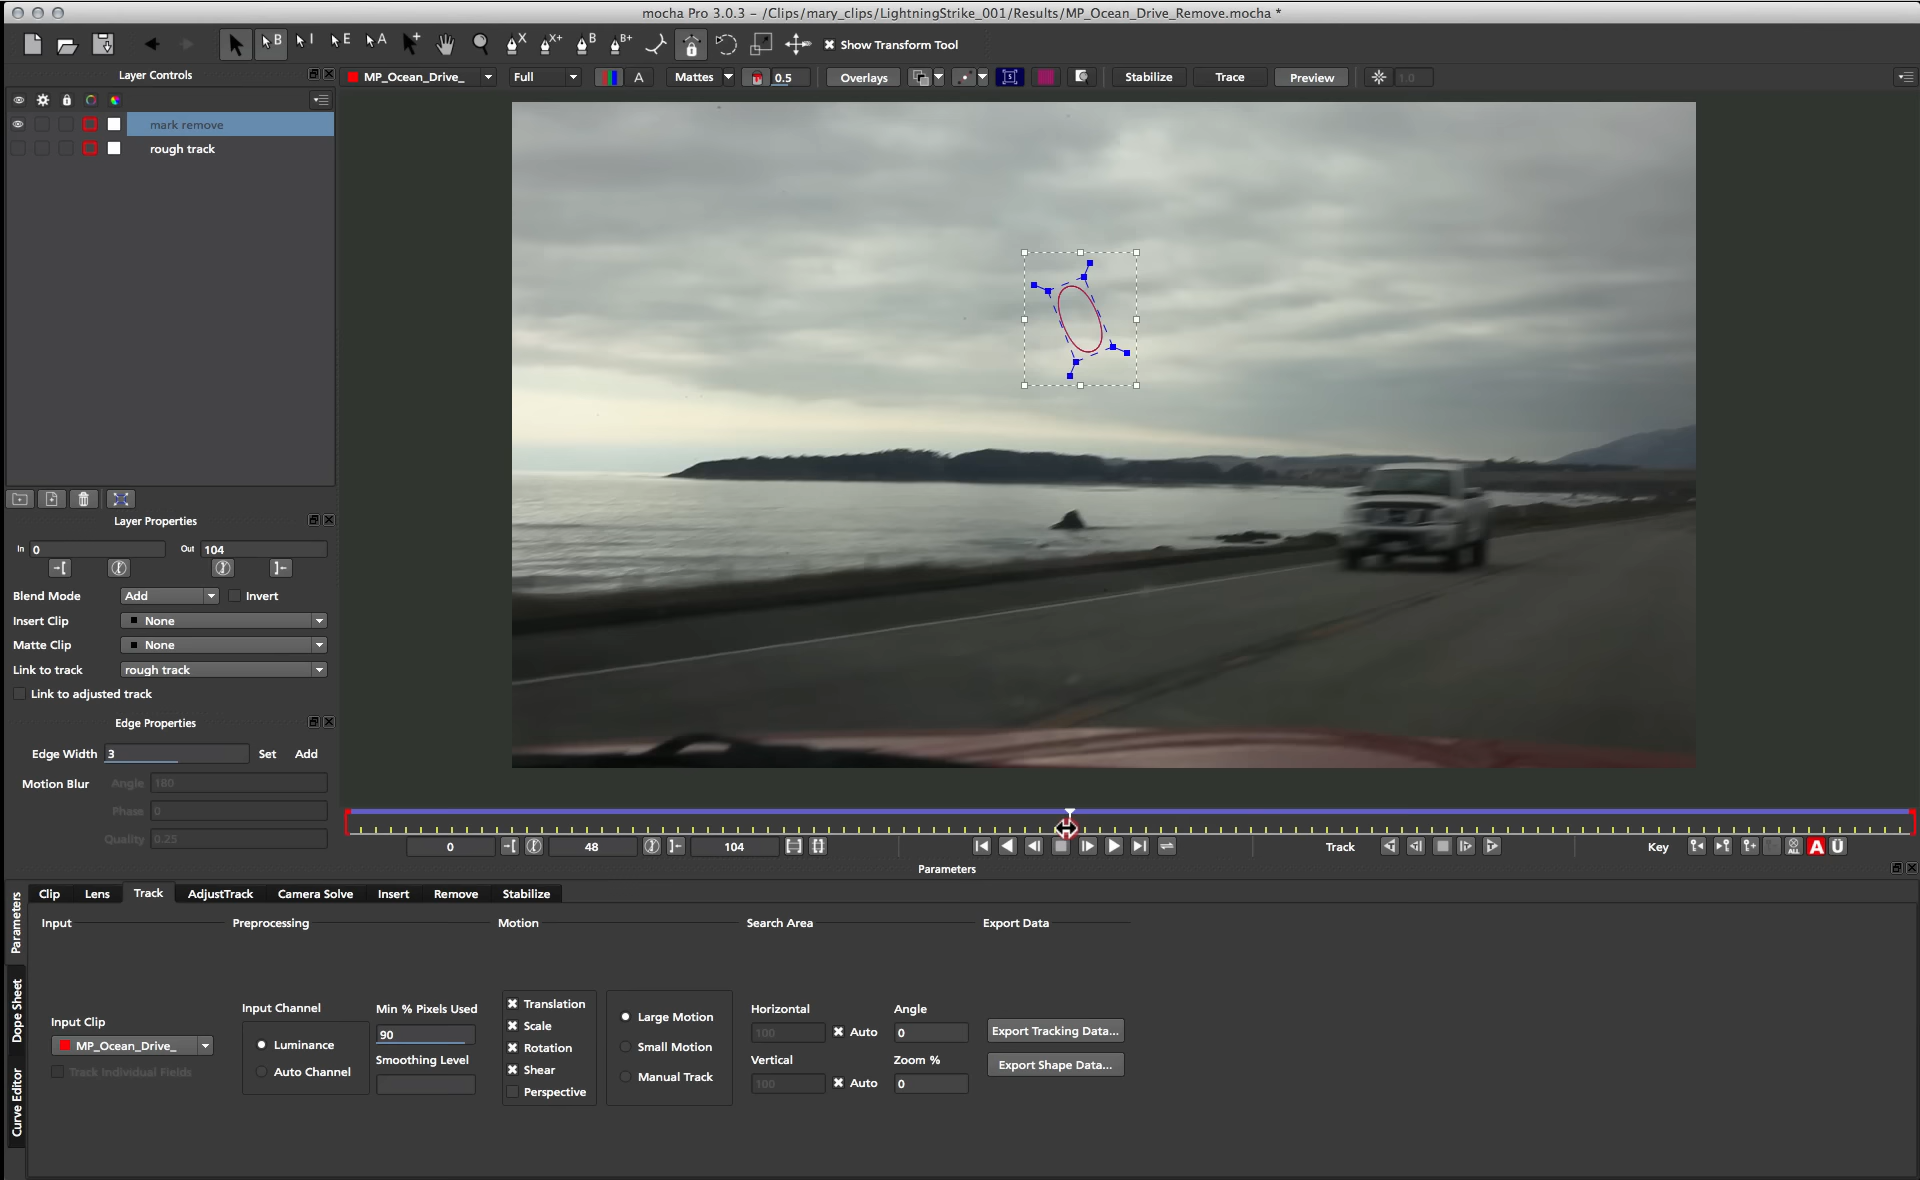 mocha Pro 3.0.3 - /Clips/mary_clips/LightningStrike_001/Results/MP_Ocean_Drive_Remove.mocha *
B I E A X X+ B B+ Show Transform Tool
Layer Controls
MP_Ocean_Drive_ Full A Mattes 0.5 Overlays Stabilize Trace Preview 1.0
mark remove
rough track
Layer Properties
In 0 Out 104
Blend Mode Add Invert
Insert Clip None
Matte Clip None
Link to track rough track
Link to adjusted track
Edge Properties
Edge Width 3 Set Add
Motion Blur Angle 180
Phase 0
Quality 0.25
0 48 104 Track Key ALL A Ü
Parameters
Parameters
Dope Sheet
Curve Editor
Clip Lens Track AdjustTrack Camera Solve Insert Remove Stabilize
Input Preprocessing Motion Search Area Export Data
Input Clip
MP_Ocean_Drive_
Track Individual Fields
Input Channel
Luminance
Auto Channel
Min % Pixels Used
90
Smoothing Level
Translation
Scale
Rotation
Shear
Perspective
Large Motion
Small Motion
Manual Track
Horizontal
100 Auto
Vertical
100 Auto
Angle
0
Zoom %
0
Export Tracking Data...
Export Shape Data...